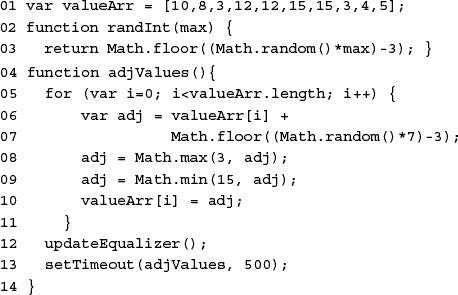 01 var valueArr = [10,8,3,12,12,15,15,3,4,5];
02 function randInt(max) {
03   return Math.floor((Math.random()*max)-3); }
04 function adjValues(){
05   for (var i=0; i<valueArr.length; i++) {
06      var adj = valueArr[i] +
07              Math.floor((Math.random()*7)-3);
08      adj = Math.max(3, adj);
09      adj = Math.min(15, adj);
10      valueArr[i] = adj;
11    }
12   updateEqualizer();
13   setTimeout(adjValues, 500);
14 }